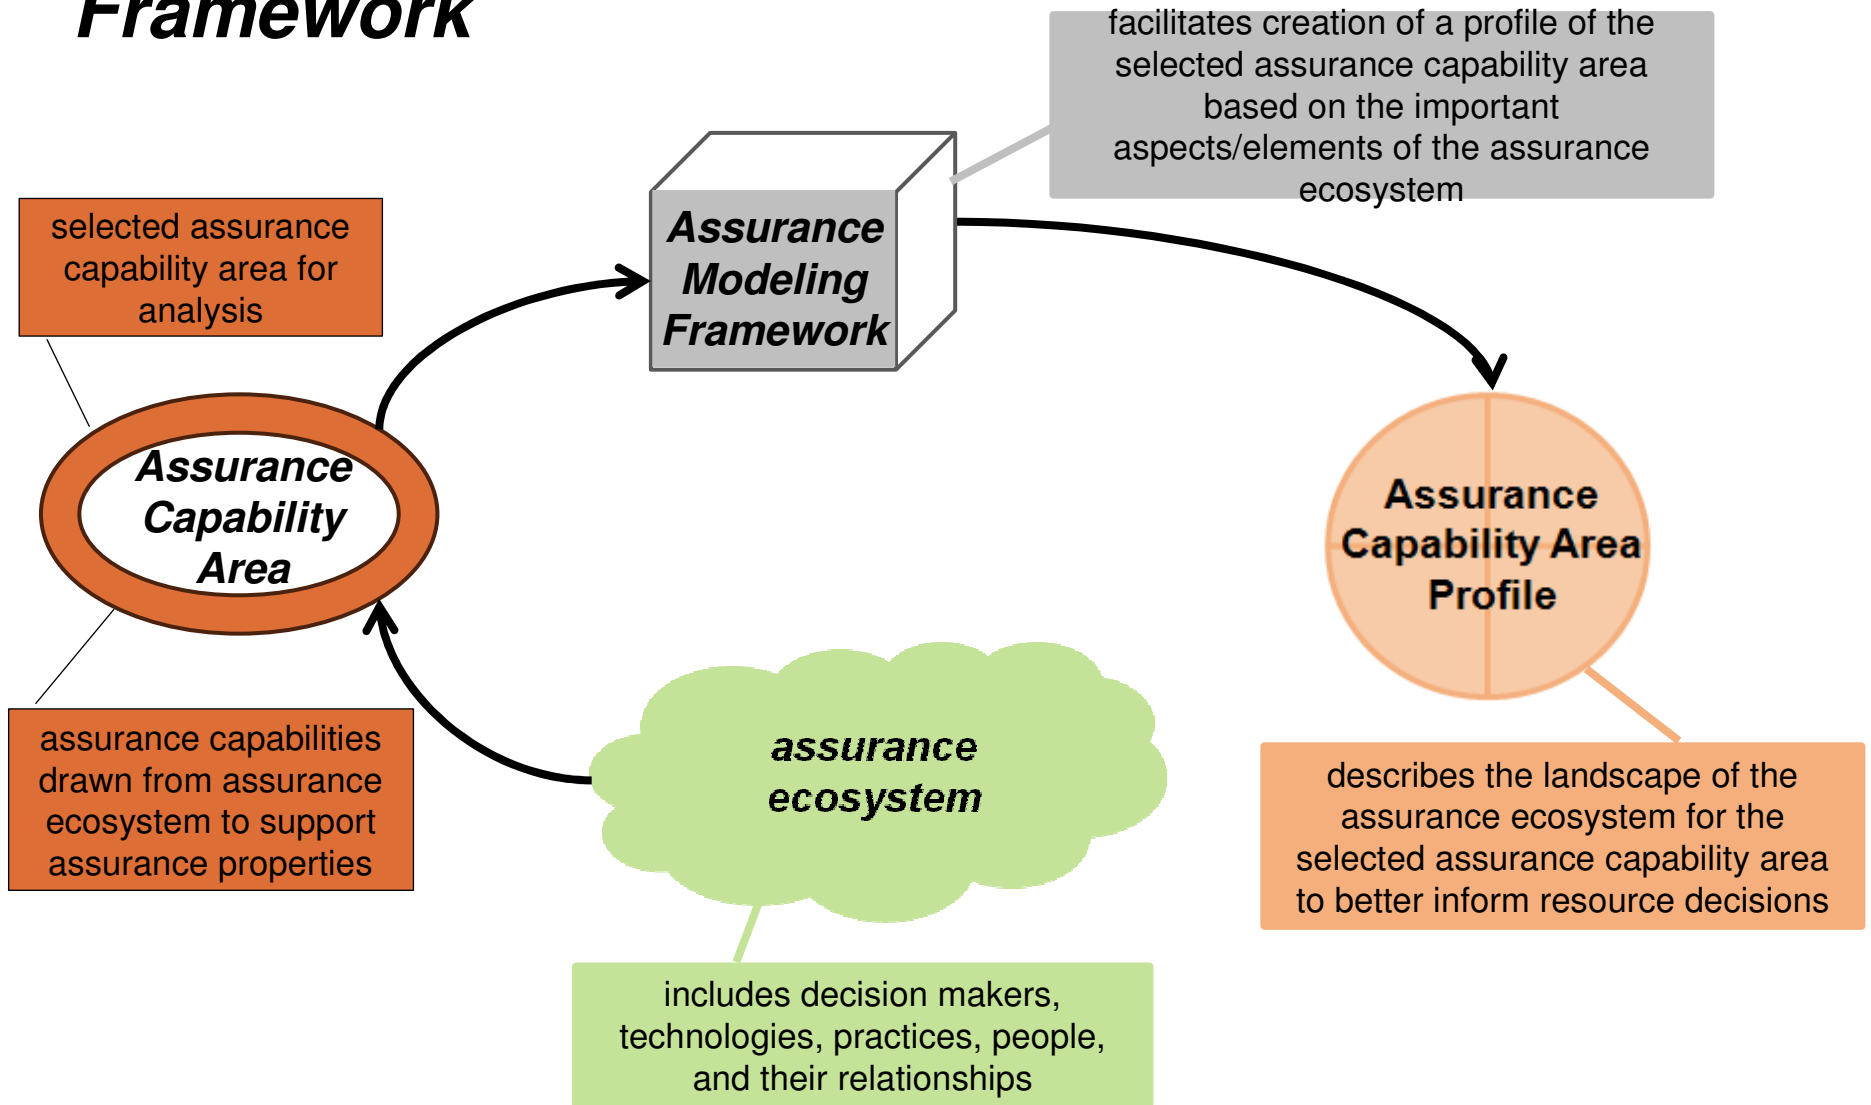 Framework
facilitates creation of a profile of the
selected assurance capability area
based on the important
aspects/elements of the assurance
ecosystem
selected assurance
capability area for
analysis
Assurance
Modeling
Framework
Assurance
Capability
Area
Assurance
Capability Area
Profile
assurance capabilities
drawn from assurance
ecosystem to support
assurance properties
assurance
ecosystem
describes the landscape of the
assurance ecosystem for the
selected assurance capability area
to better inform resource decisions
includes decision makers,
technologies, practices, people,
and their relationships